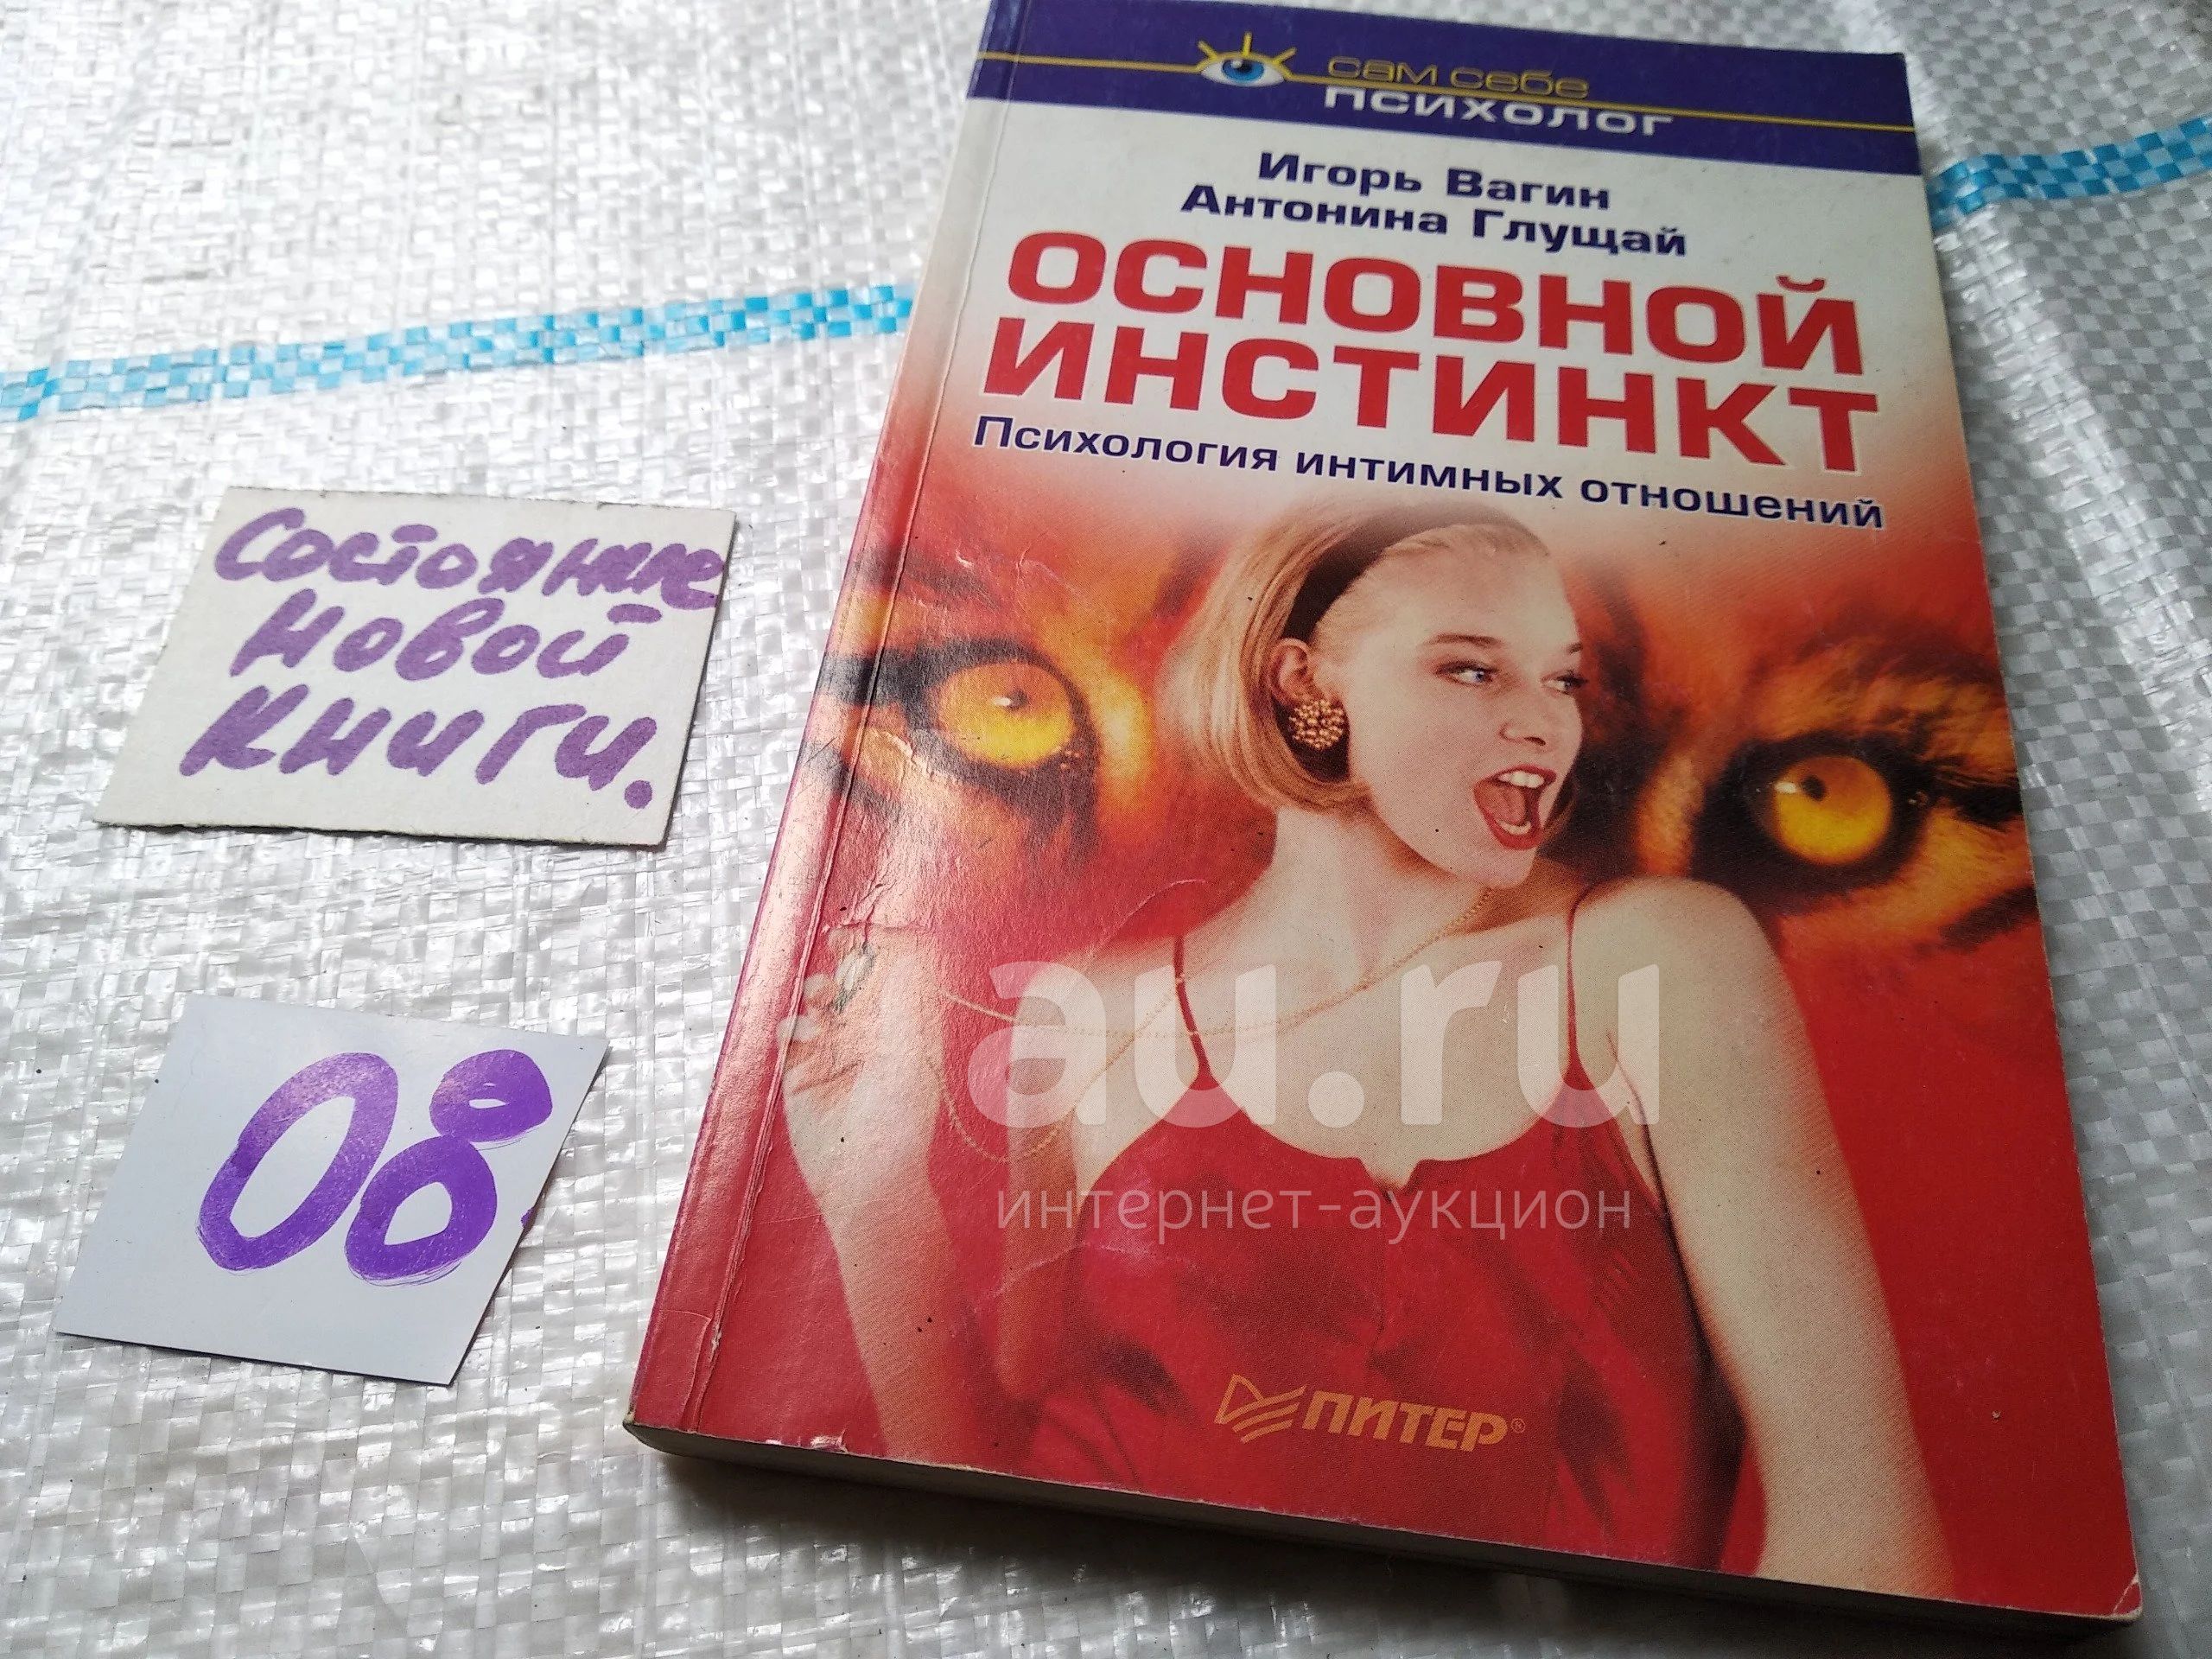 сам себе
психолог
Игорь Вагин
Антонина Глущай
ОСНОВНОЙ
ИНСТИНКТ
Психология интимных отношений
Состояние
новой
книги.
08
au.ru
интернет-аукцион
ПИТЕР®